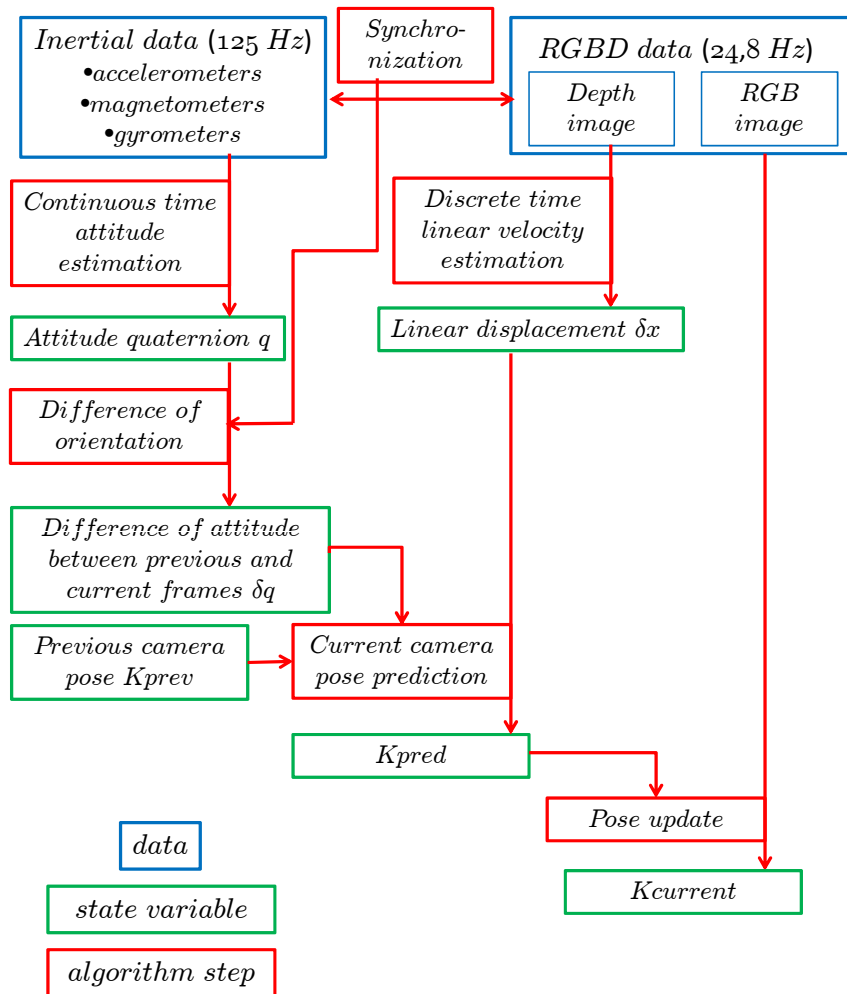 Inertial data (125 Hz)
•accelerometers
•magnetometers
•gyrometers
Synchro-
nization
RGBD data (24,8 Hz)
Depth
image
RGB
image
Continuous time
attitude
estimation
Discrete time
linear velocity
estimation
Attitude quaternion q
Linear displacement δx
Difference of
orientation
Difference of attitude
between previous and
current frames δq
Previous camera
pose Kprev
Current camera
pose prediction
Kpred
Pose update
Kcurrent
data
state variable
algorithm step